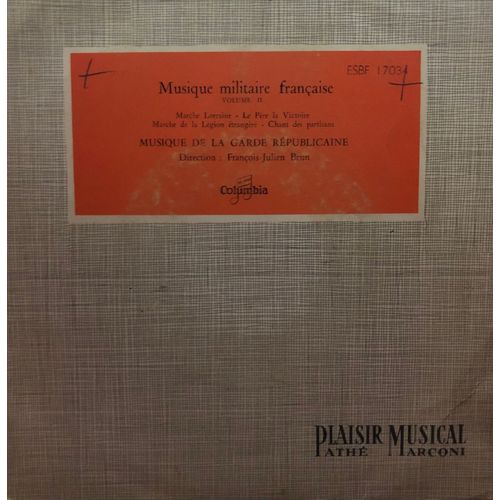 ESBF 17034
Musique militaire française
VOLUME II
Marche Lorraine - Le Père la Victoire
Marche de la Légion étrangère - Chant des partisans
MUSIQUE DE LA GARDE RÉPUBLICAINE
Direction : François-Julien Brun
Columbia
PLAISIR MUSICAL
PATHÉ MARCONI